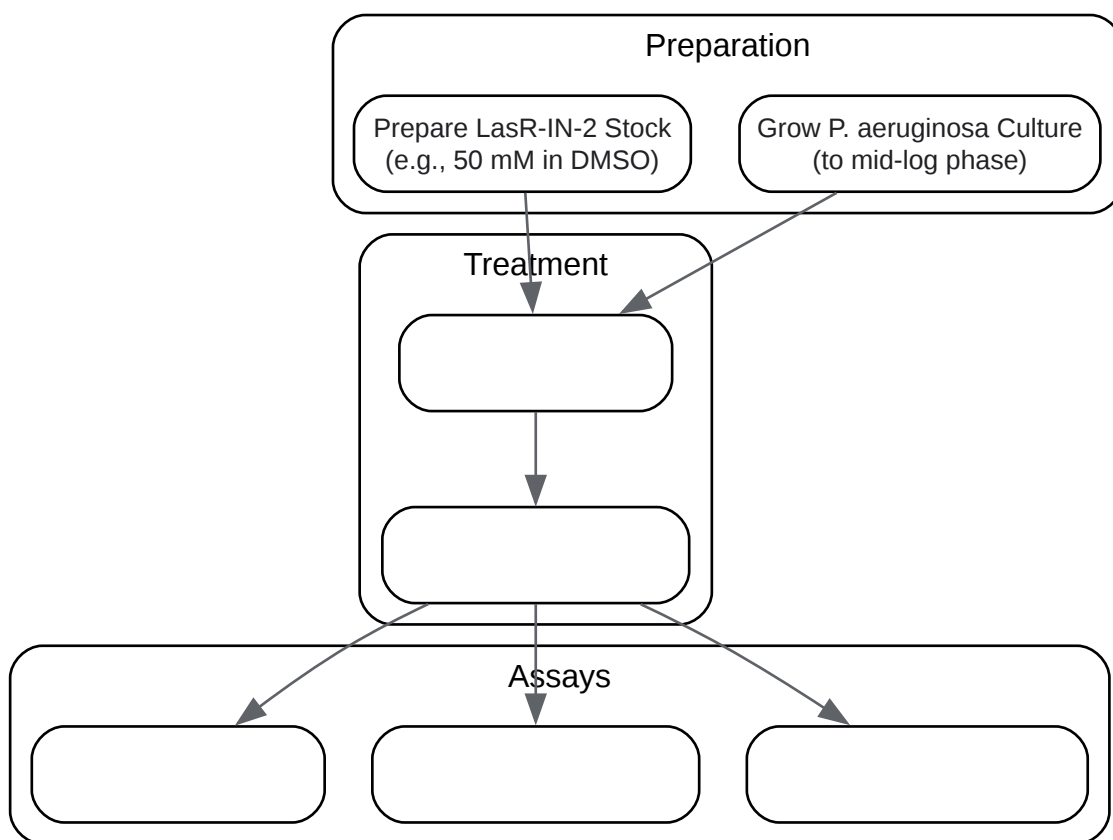 Preparation
Prepare LasR-IN-2 Stock
(e.g., 50 mM in DMSO)
Grow P. aeruginosa Culture
(to mid-log phase)
Treatment
Assays